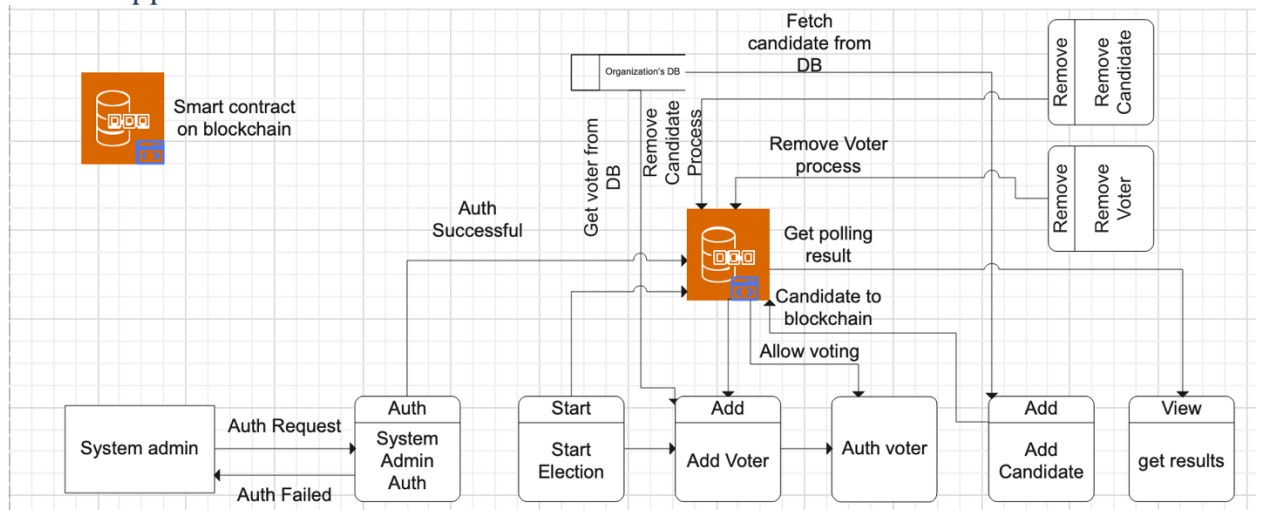 Fetch
candidate from
DB
Organization's DB
Remove
Remove
Candidate
Smart contract
on blockchain
Get voter from
DB
Remove
Candidate
Process
Remove Voter
process
Remove
Remove
Voter
Auth
Successful
Get polling
result
Candidate to
blockchain
Allow voting
System admin
Auth Request
Auth Failed
Auth
System
Admin
Auth
Start
Start
Election
Add
Add Voter
Auth voter
Add
Add
Candidate
View
get results